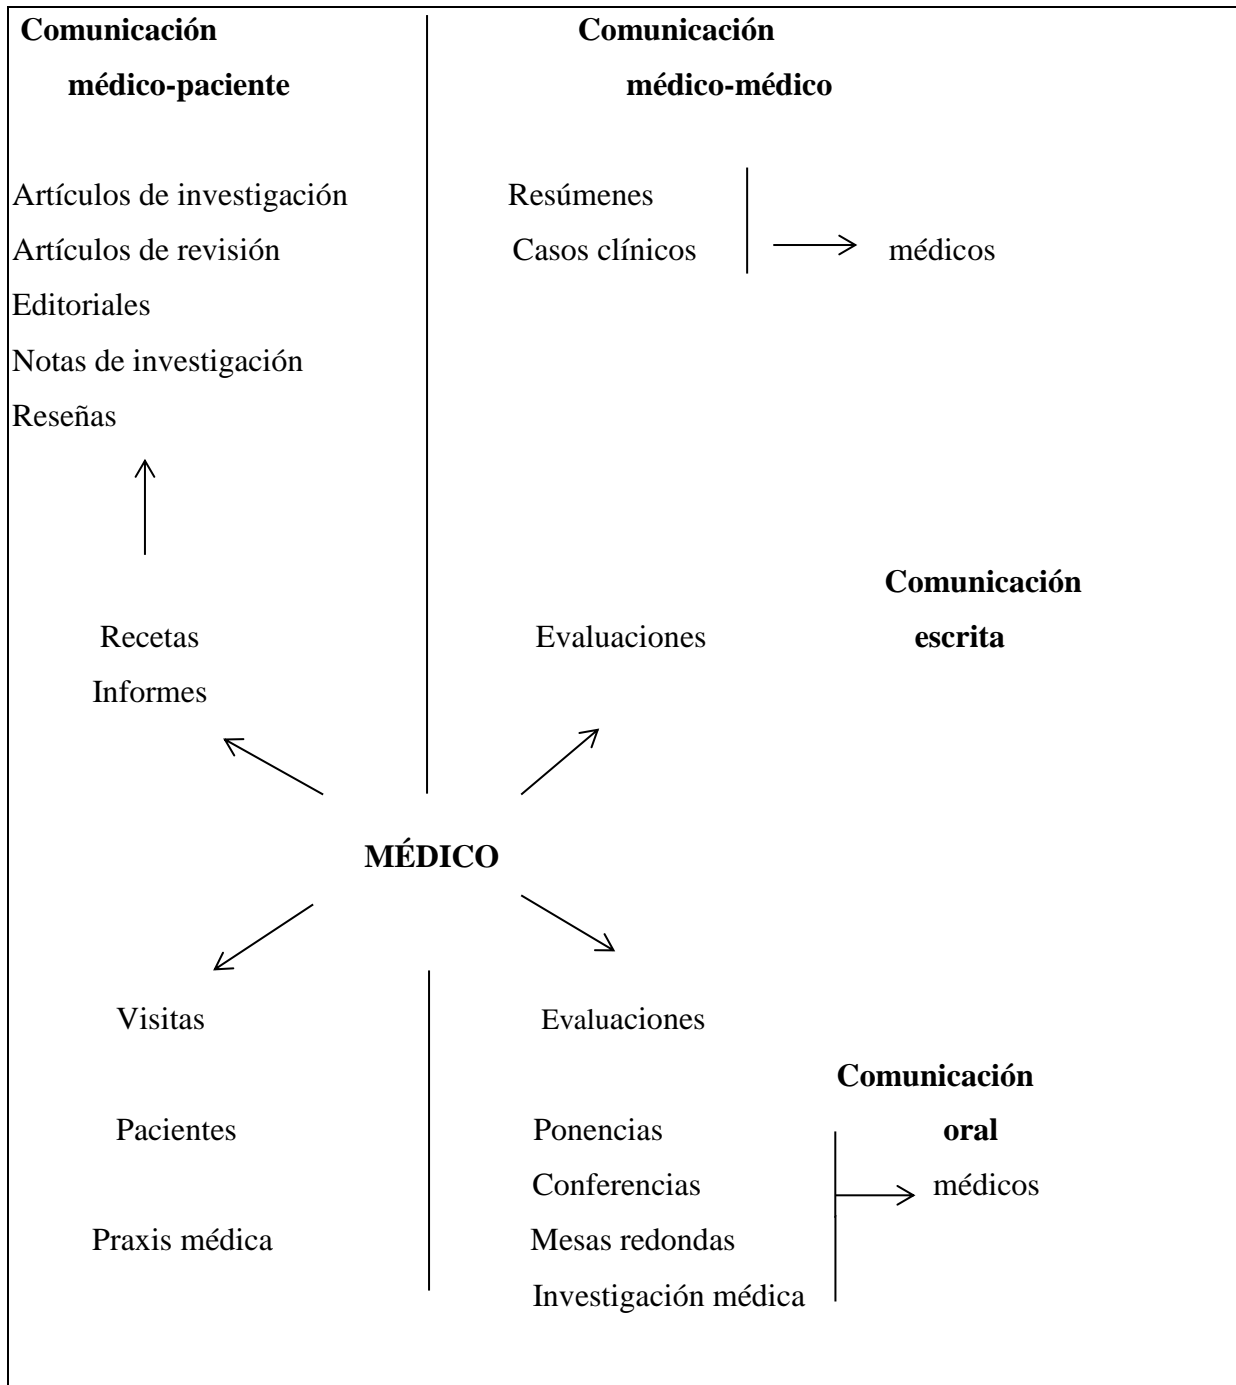 Comunicación Comunicación
médico-paciente médico-médico
Artículos de investigación Resúmenes
Artículos de revisión Casos clínicos médicos
Editoriales
Notas de investigación
Reseñas
Comunicación
Recetas Evaluaciones escrita
Informes
MÉDICO
Visitas Evaluaciones
Comunicación
Pacientes Ponencias oral
Conferencias médicos
Praxis médica Mesas redondas
Investigación médica